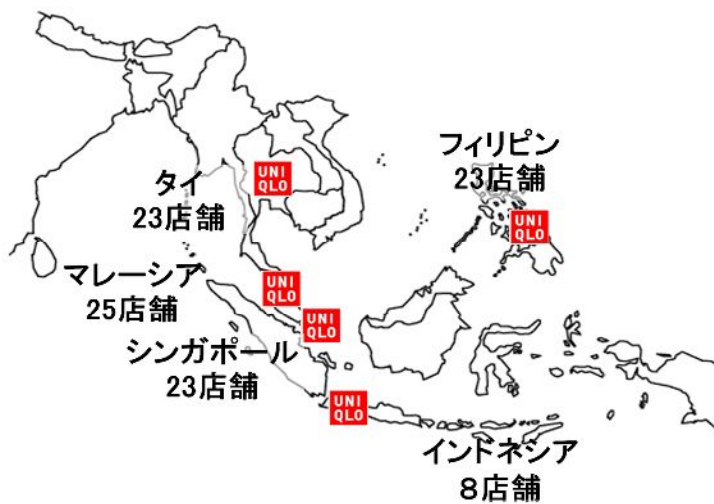 フィリピン
23店舗
UNI
QLO
タイ
23店舗
UNI
QLO
マレーシア
25店舗
UNI
QLO
シンガポール
23店舗
UNI
QLO
UNI
QLO
インドネシア
8店舗